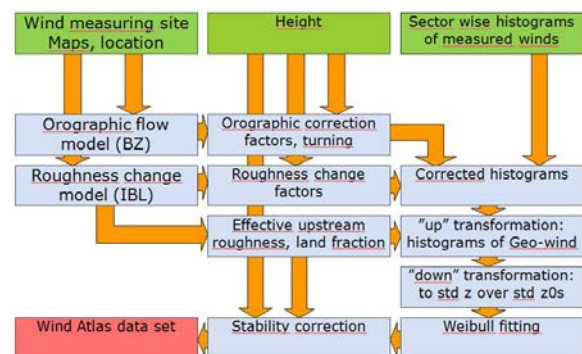 Wind measuring site
Maps, location
Height
Sector wise histograms
of measured winds
Orographic flow
model (BZ)
Orographic correction
factors, turning
Roughness change
model (IBL)
Roughness change
factors
Corrected histograms
Effective upstream
roughness, land fraction
"up" transformation:
histograms of Geo-wind
"down" transformation:
to std z over std z0s
Wind Atlas data set
Stability correction
Weibull fitting